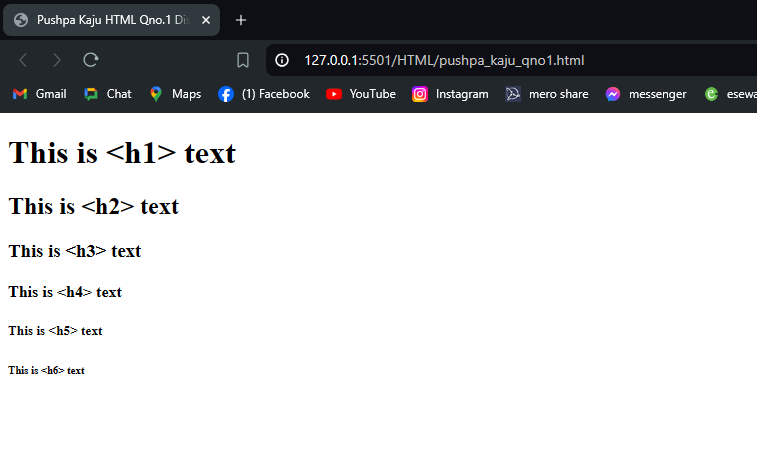 Pushpa Kaju HTML Qno.1 Dis
127.0.0.1:5501/HTML/pushpa_kaju_qno1.html
Gmail Chat Maps (1) Facebook YouTube Instagram mero share messenger esewa
This is <h1> text
This is <h2> text
This is <h3> text
This is <h4> text
This is <h5> text
This is <h6> text